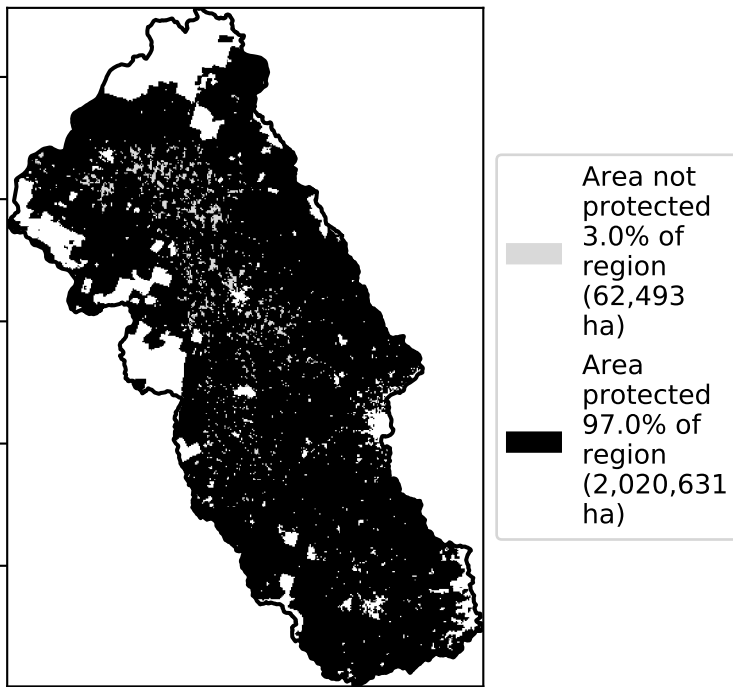 Area not
protected
3.0% of
region
(62,493
ha)
Area
protected
97.0% of
region
(2,020,631
ha)